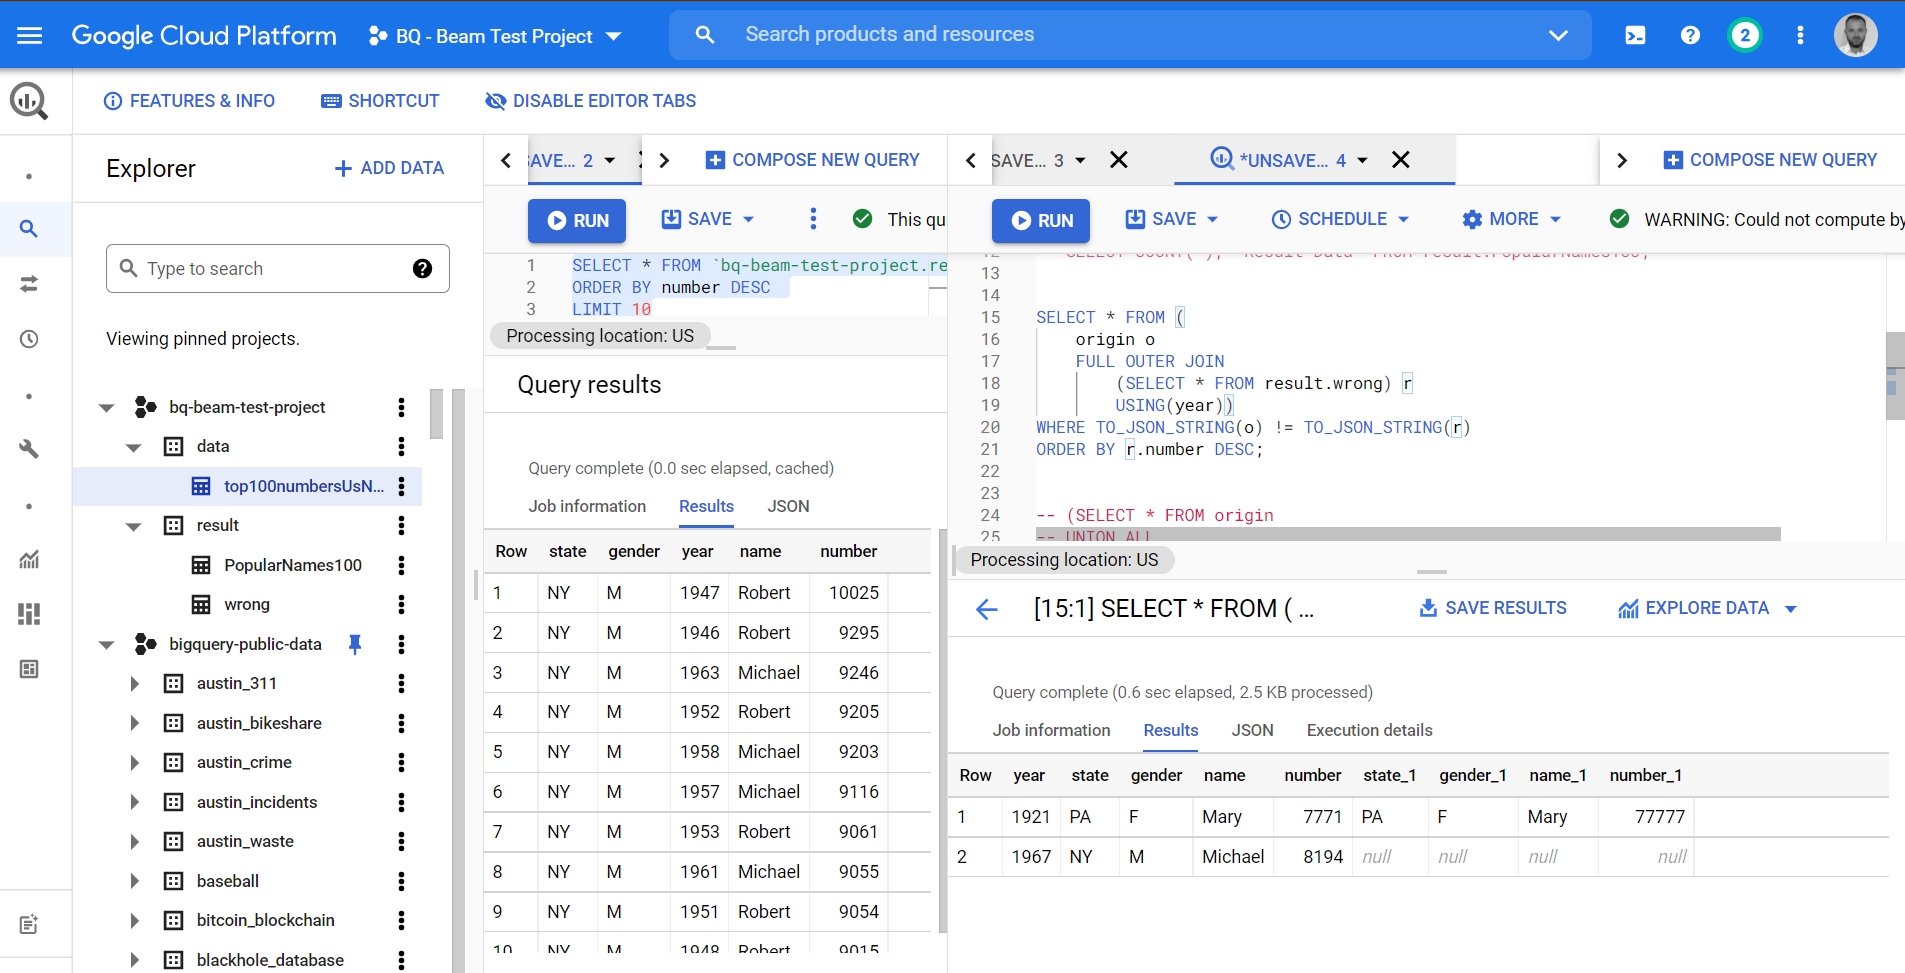 Google Cloud Platform
BQ - Beam Test Project
Search products and resources
2
FEATURES & INFO
SHORTCUT
DISABLE EDITOR TABS
Explorer
ADD DATA
Type to search
Viewing pinned projects.
bq-beam-test-project
data
top100numbersUsN...
result
PopularNames100
wrong
bigquery-public-data
austin_311
austin_bikeshare
austin_crime
austin_incidents
austin_waste
baseball
bitcoin_blockchain
blackhole_database
SAVE... 2
COMPOSE NEW QUERY
RUN
SAVE
This qu
1 SELECT * FROM `bq-beam-test-project.re
2 ORDER BY number DESC
3 LIMIT 10
Processing location: US
Query results
Query complete (0.0 sec elapsed, cached)
Job information Results JSON
Row state gender year name number
1 NY M 1947 Robert 10025
2 NY M 1946 Robert 9295
3 NY M 1963 Michael 9246
4 NY M 1952 Robert 9205
5 NY M 1958 Michael 9203
6 NY M 1957 Michael 9116
7 NY M 1953 Robert 9061
8 NY M 1961 Michael 9055
9 NY M 1951 Robert 9054
10 NY M 1948 Robert 9015
SAVE... 3
*UNSAVE... 4
COMPOSE NEW QUERY
RUN
SAVE
SCHEDULE
MORE
WARNING: Could not compute by
12 SELECT COUNT(*), "Result Data" FROM result.PopularNames100;
13
14
15 SELECT * FROM (
16 origin o
17 FULL OUTER JOIN
18 (SELECT * FROM result.wrong) r
19 USING(year))
20 WHERE TO_JSON_STRING(o) != TO_JSON_STRING(r)
21 ORDER BY r.number DESC;
22
23
24 -- (SELECT * FROM origin
25 -- UNION ALL
Processing location: US
[15:1] SELECT * FROM ( ...
SAVE RESULTS
EXPLORE DATA
Query complete (0.6 sec elapsed, 2.5 KB processed)
Job information Results JSON Execution details
Row year state gender name number state_1 gender_1 name_1 number_1
1 1921 PA F Mary 7771 PA F Mary 77777
2 1967 NY M Michael 8194 null null null null